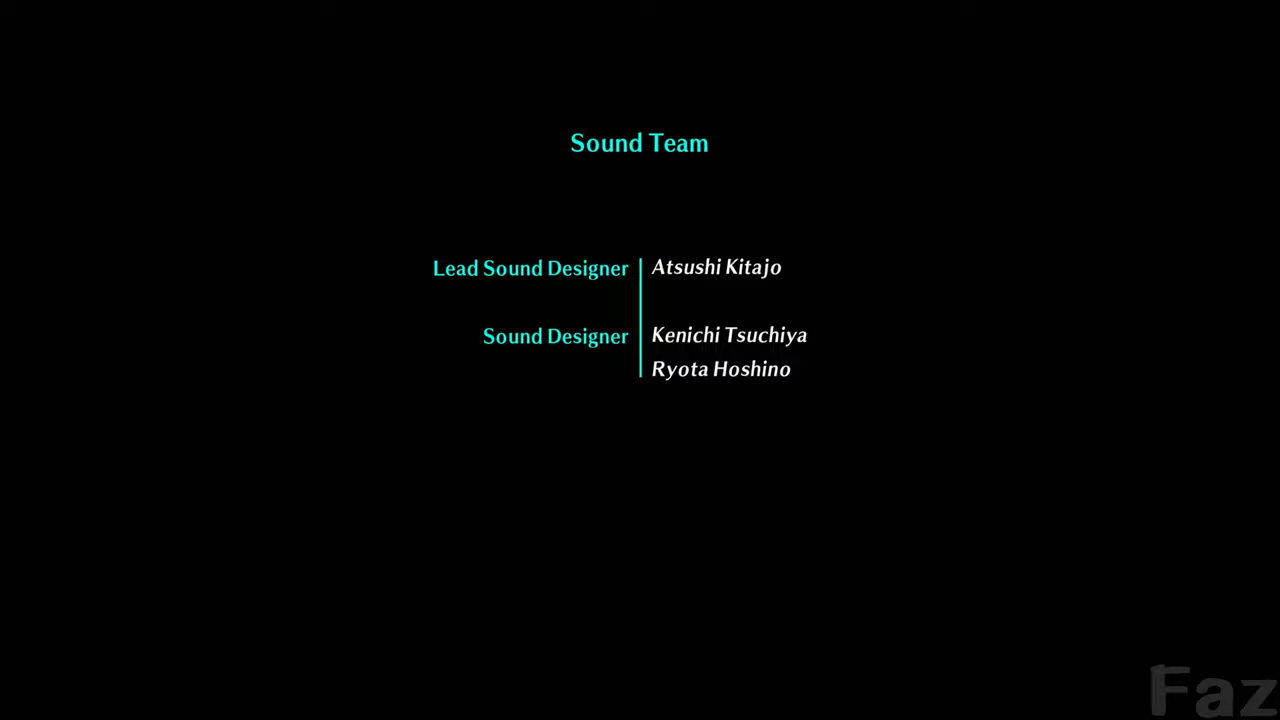 Sound Team
Lead Sound Designer Atsushi Kitajo
Sound Designer Kenichi Tsuchiya
Ryota Hoshino
Faz